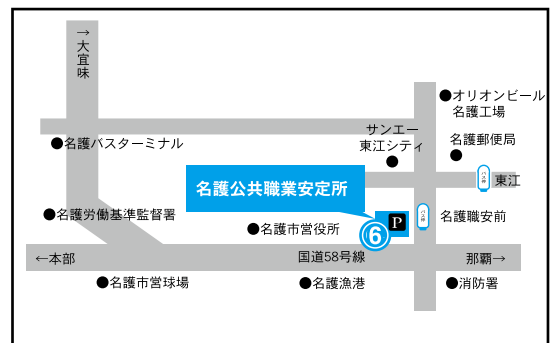 →大宜味
オリオンビール
名護工場
サンエー
東江シティ
名護バスターミナル
名護郵便局
バス停
東江
名護公共職業安定所
名護労働基準監督署
名護市営役所
P
6
バス停
名護職安前
←本部
国道58号線
那覇→
名護市営球場
名護漁港
消防署